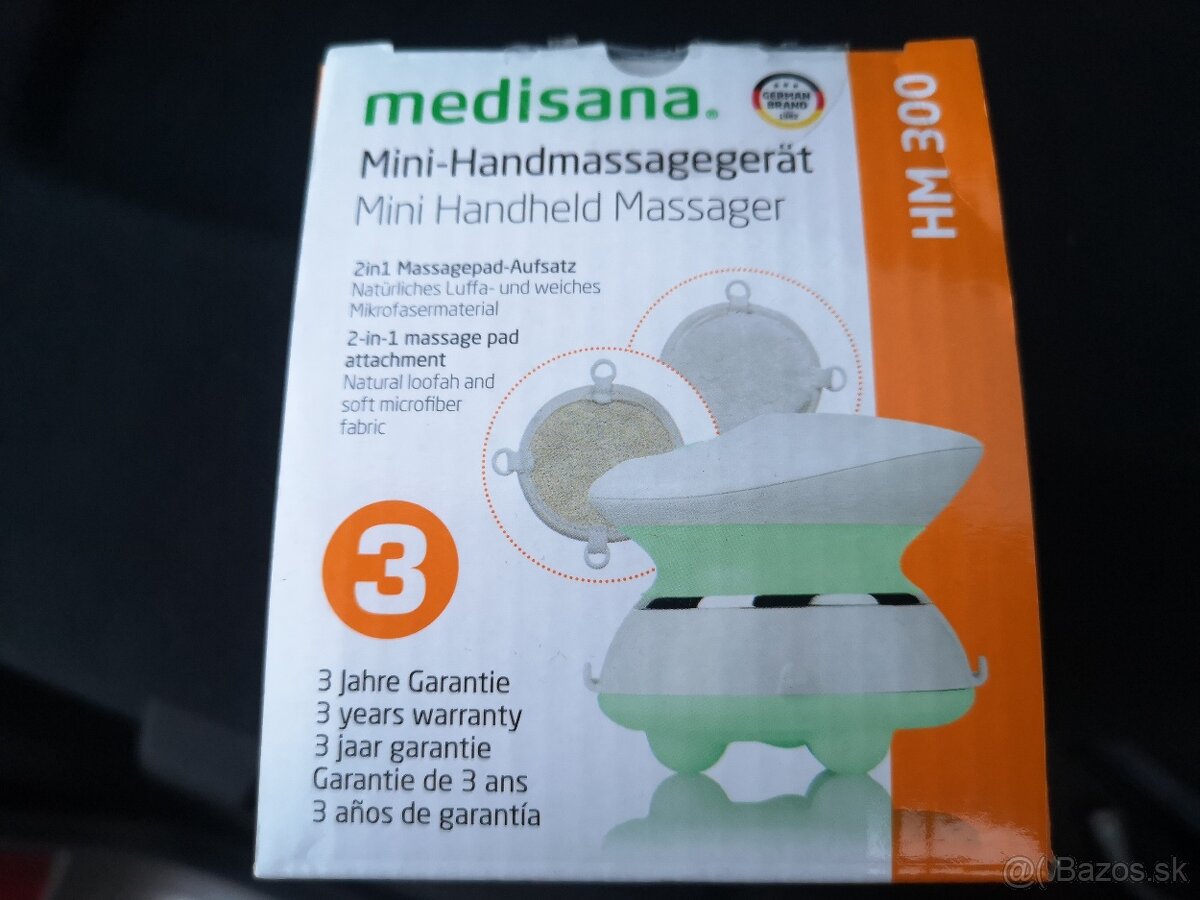 medisana®
GERMAN
BRAND
Mini-Handmassagegerät
Mini Handheld Massager
HM 300
2in1 Massagepad-Aufsatz
Natürliches Luffa- und weiches
Mikrofasermaterial
2-in-1 massage pad
attachment
Natural loofah and
soft microfiber
fabric
3
3 Jahre Garantie
3 years warranty
3 jaar garantie
Garantie de 3 ans
3 años de garantía
Bazos.sk